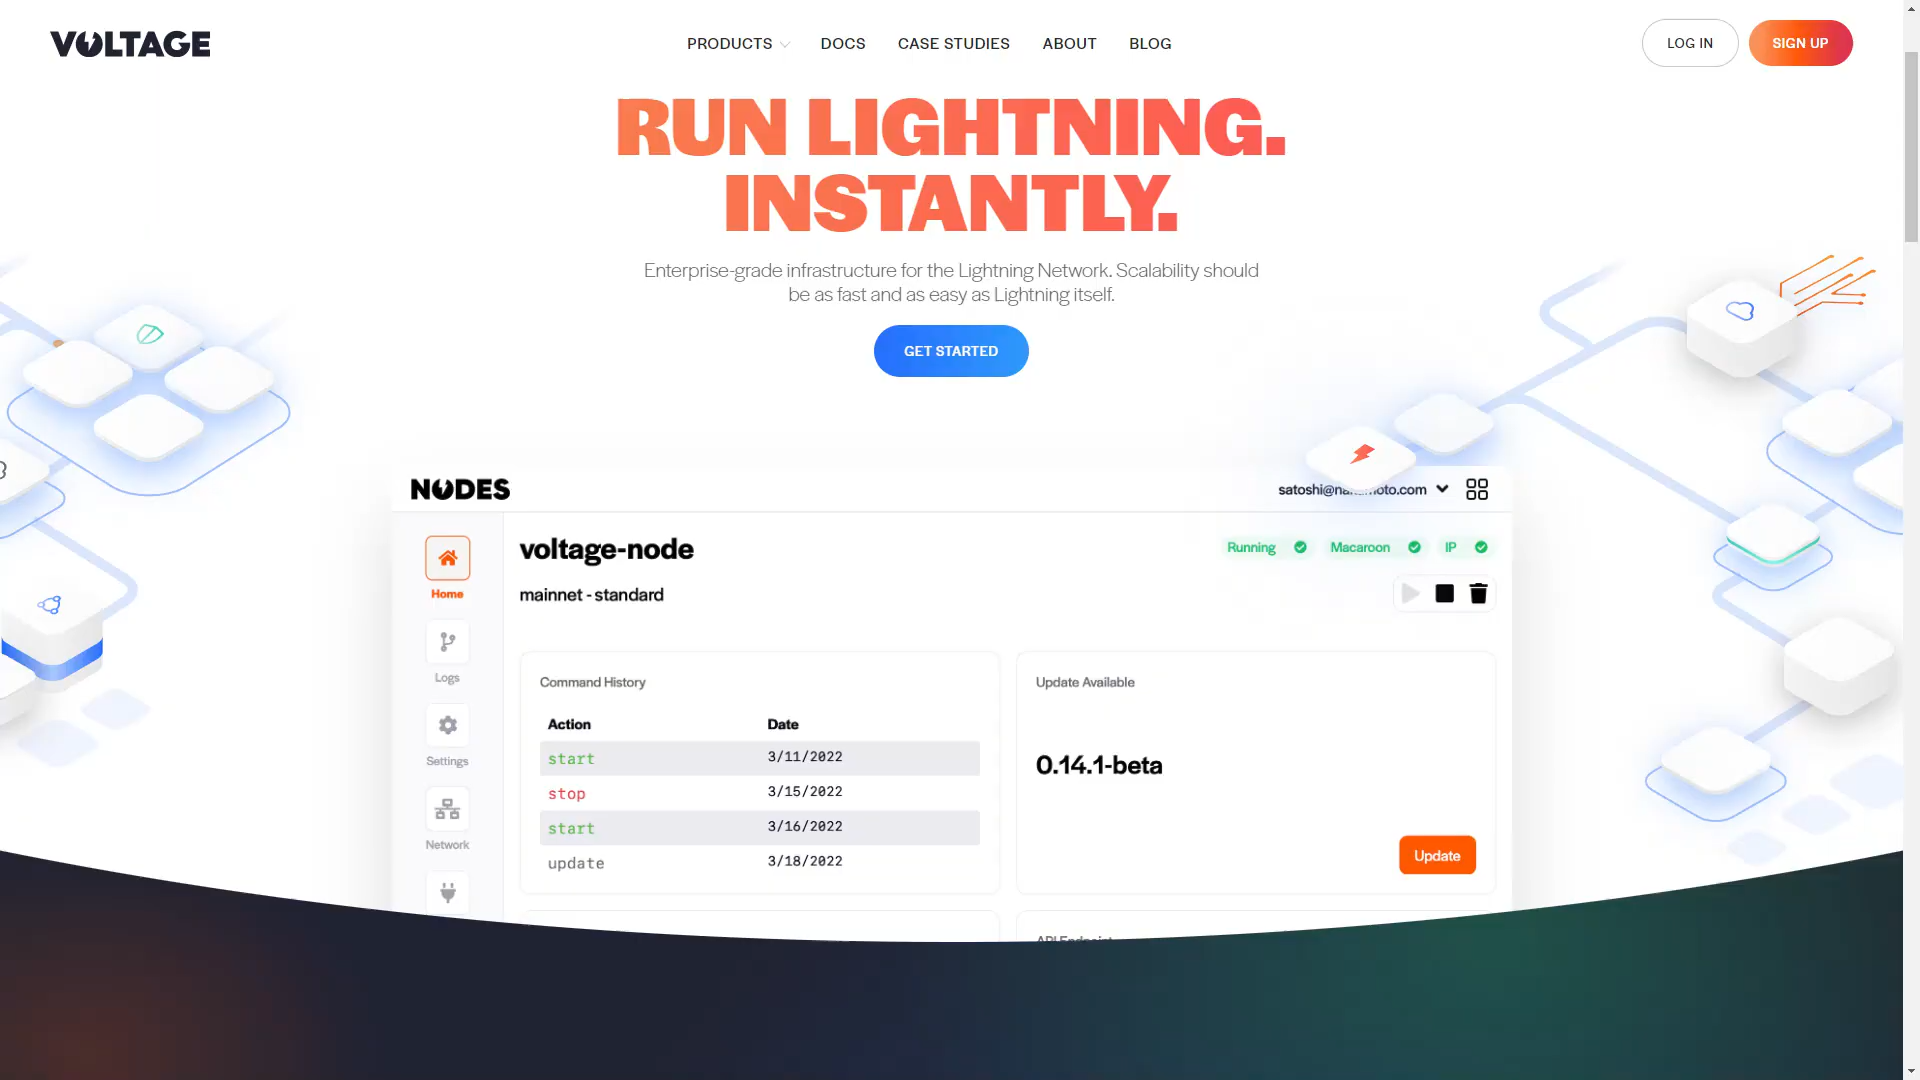 VOLTAGE
PRODUCTS
DOCS
CASE STUDIES
ABOUT
BLOG
LOG IN
SIGN UP
RUN LIGHTNING.
INSTANTLY.
Enterprise-grade infrastructure for the Lightning Network. Scalability should
be as fast and as easy as Lightning itself.
GET STARTED
NODES
voltage-node
Running
Macaroon
IP
mainnet - standard
Home
Logs
Settings
Network
Command History
Action Date
start 3/11/2022
stop 3/15/2022
start 3/16/2022
update 3/18/2022
Update Available
0.14.1-beta
Update